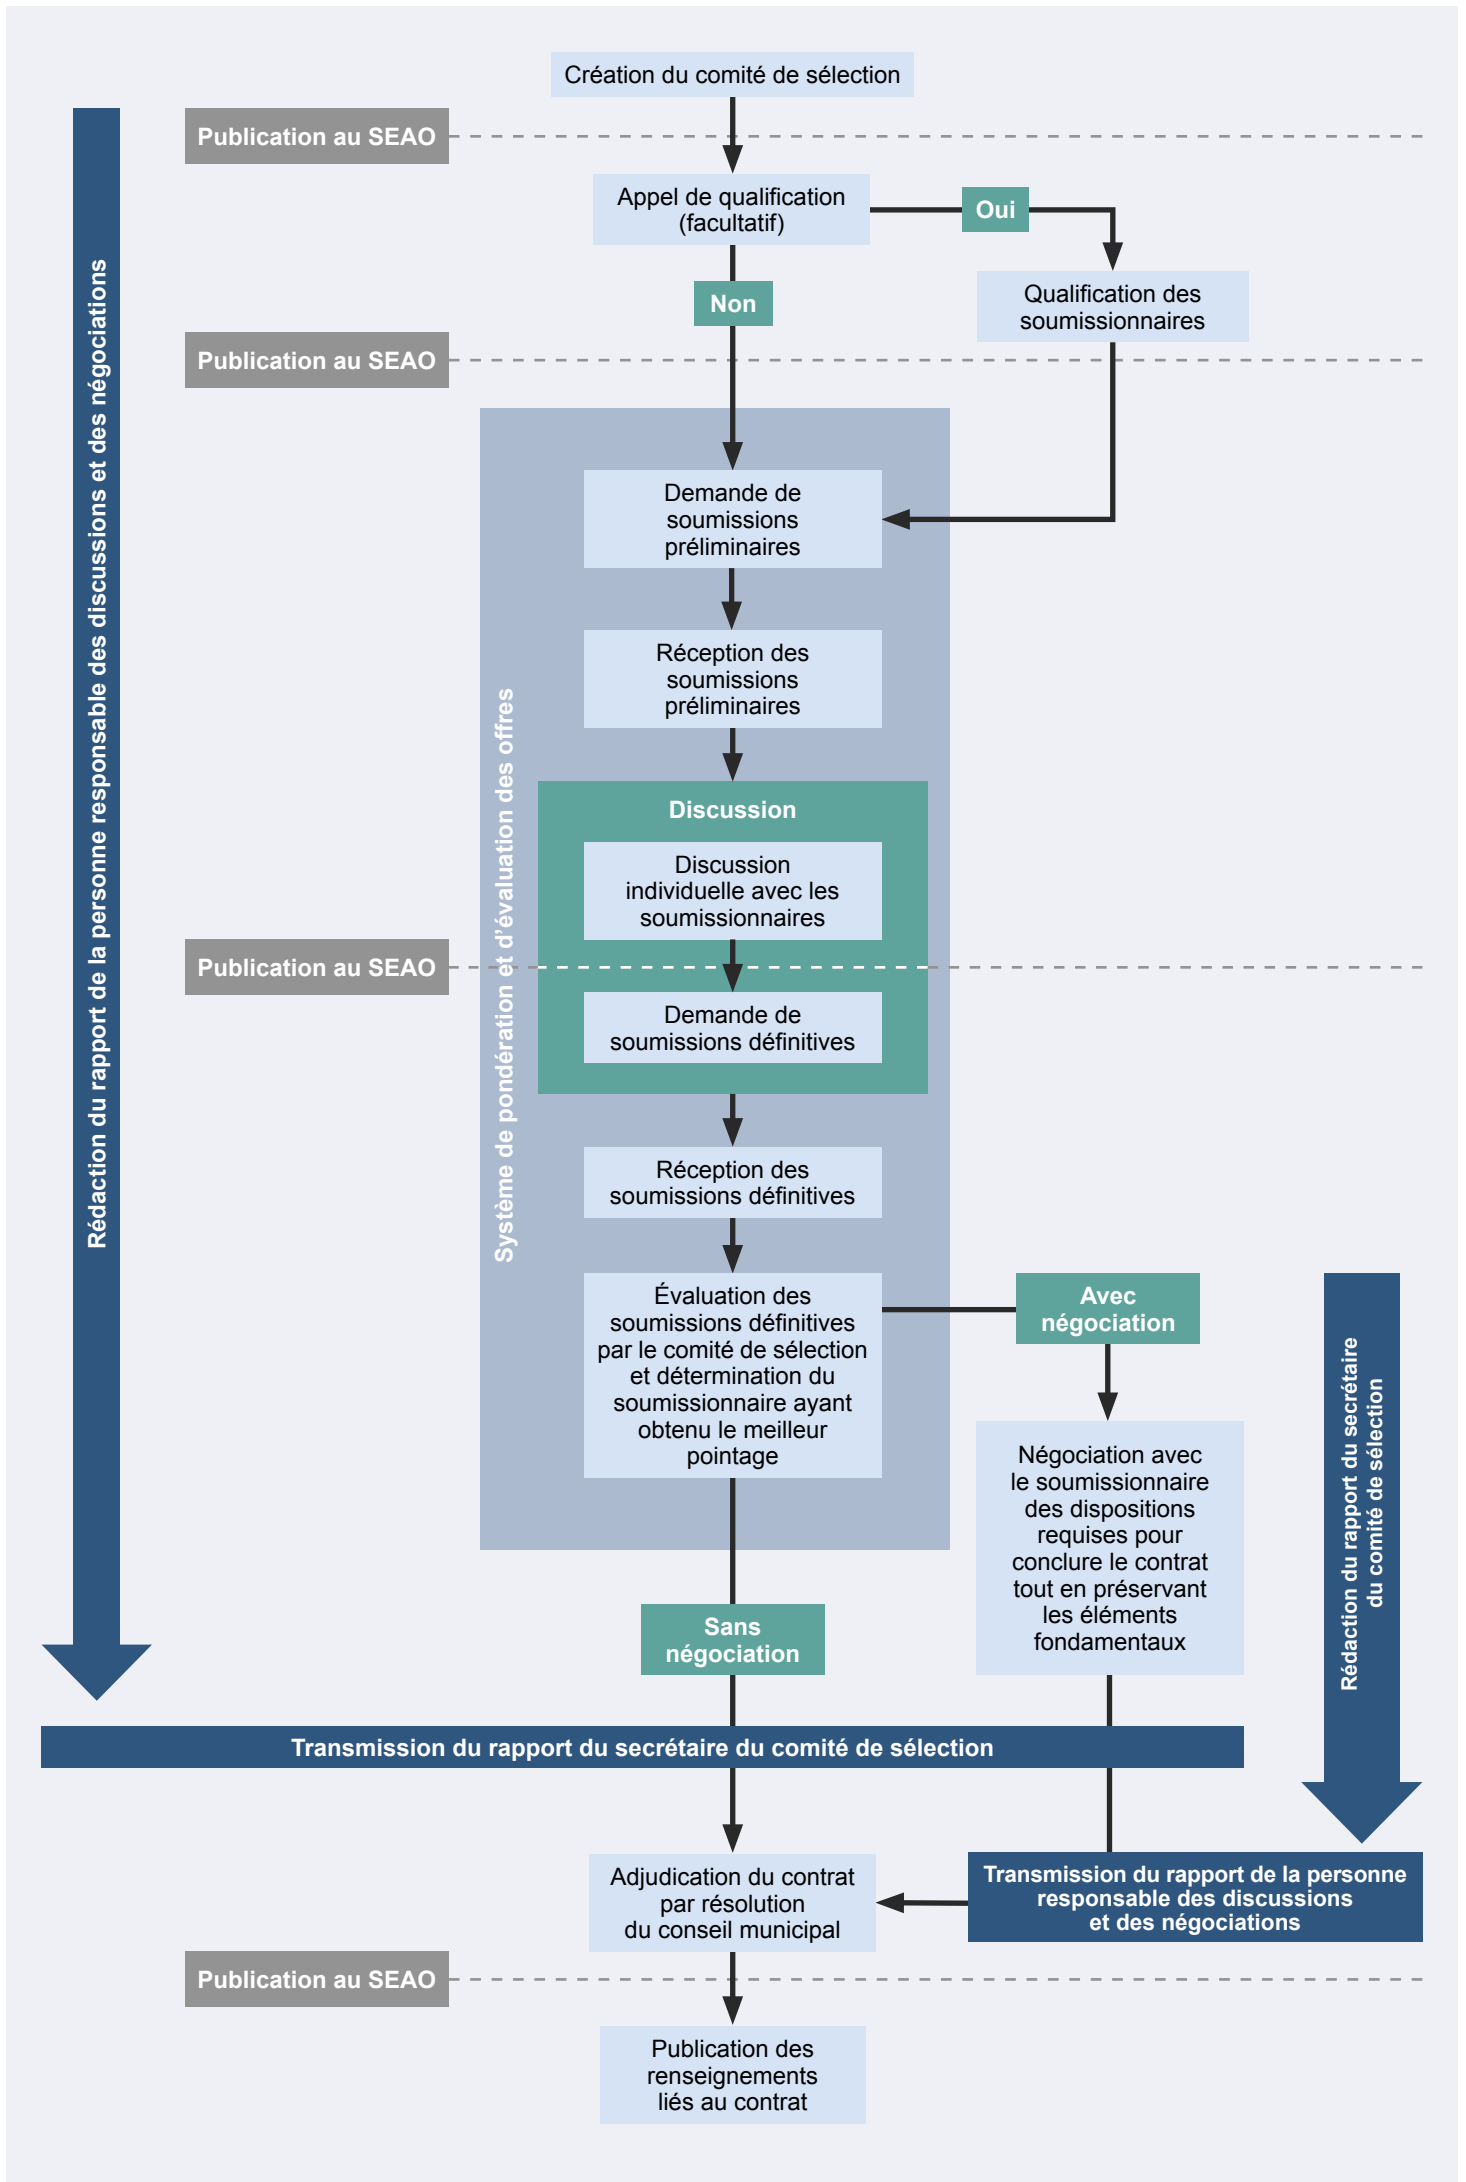 Création du comité de sélection
Publication au SEAO
Appel de qualification
(facultatif)
Oui
Non
Qualification des
soumissionnaires
Publication au SEAO
Rédaction du rapport de la personne responsable des discussions et des négociations
Système de pondération et d'évaluation des offres
Demande de
soumissions
préliminaires
Réception des
soumissions
préliminaires
Discussion
Discussion
individuelle avec les
soumissionnaires
Publication au SEAO
Demande de
soumissions définitives
Réception des
soumissions définitives
Évaluation des
soumissions définitives
par le comité de sélection
et détermination du
soumissionnaire ayant
obtenu le meilleur
pointage
Avec
négociation
Négociation avec
le soumissionnaire
des dispositions
requises pour
conclure le contrat
tout en préservant
les éléments
fondamentaux
Rédaction du rapport du secrétaire
du comité de sélection
Sans
négociation
Transmission du rapport du secrétaire du comité de sélection
Adjudication du contrat
par résolution
du conseil municipal
Transmission du rapport de la personne
responsable des discussions
et des négociations
Publication au SEAO
Publication des
renseignements
liés au contrat